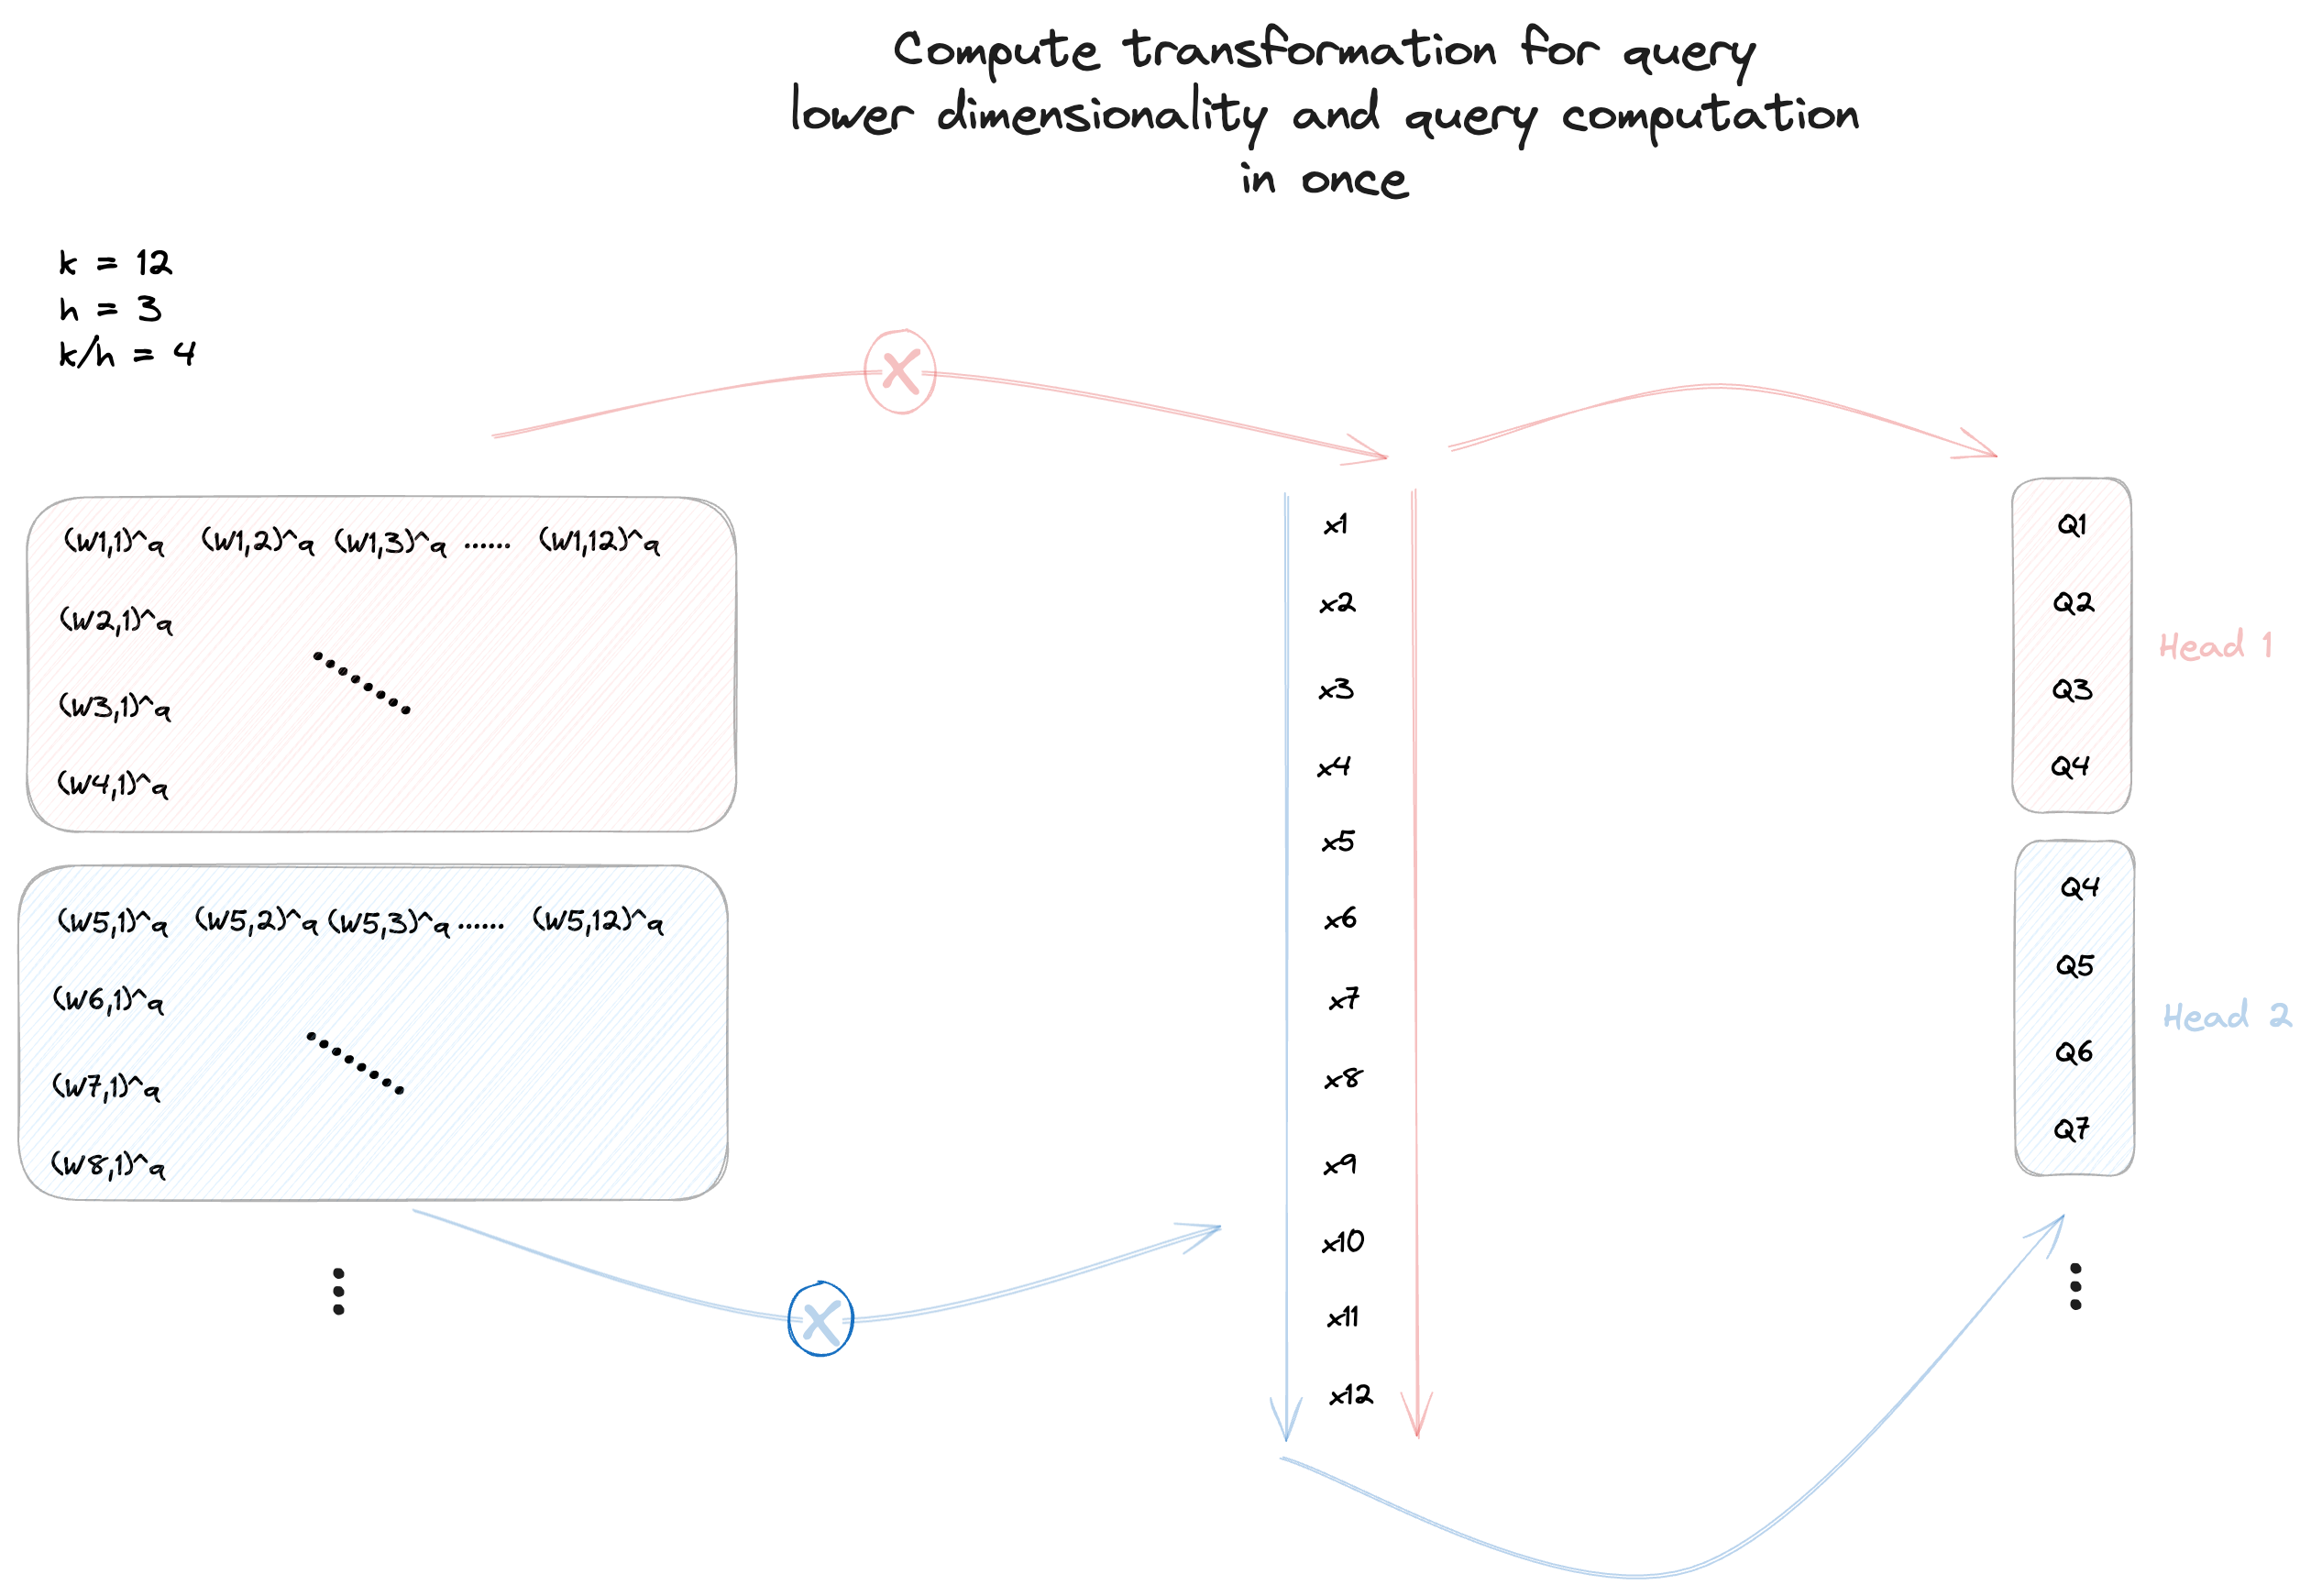 Compute transformation for query
lower dimensionality and query computation
in once
k = 12
h = 3
k/h = 4
(W1,1)^a (W1,2)^a (W1,3)^a ...... (W1,12)^a
(W2,1)^a
(W3,1)^a
(W4,1)^a
(W5,1)^a (W5,2)^a (W5,3)^a ...... (W5,12)^a
(W6,1)^a
(W7,1)^a
(W8,1)^a
x1
x2
x3
x4
x5
x6
x7
x8
x9
x10
x11
x12
Q1
Q2
Q3
Q4
Head 1
Q4
Q5
Q6
Q7
Head 2